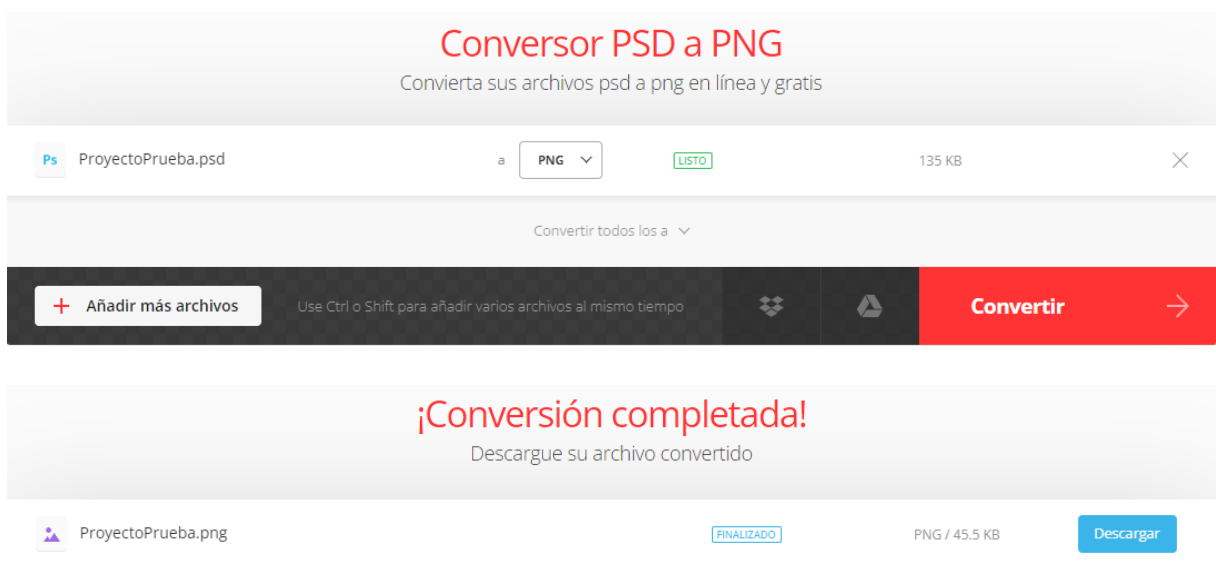 Conversor PSD a PNG
Convierta sus archivos psd a png en línea y gratis
Ps ProyectoPrueba.psd a PNG LISTO 135 KB
Convertir todos los a
Añadir más archivos Use Ctrl o Shift para añadir varios archivos al mismo tiempo Convertir
¡Conversión completada!
Descargue su archivo convertido
ProyectoPrueba.png FINALIZADO PNG / 45.5 KB Descargar